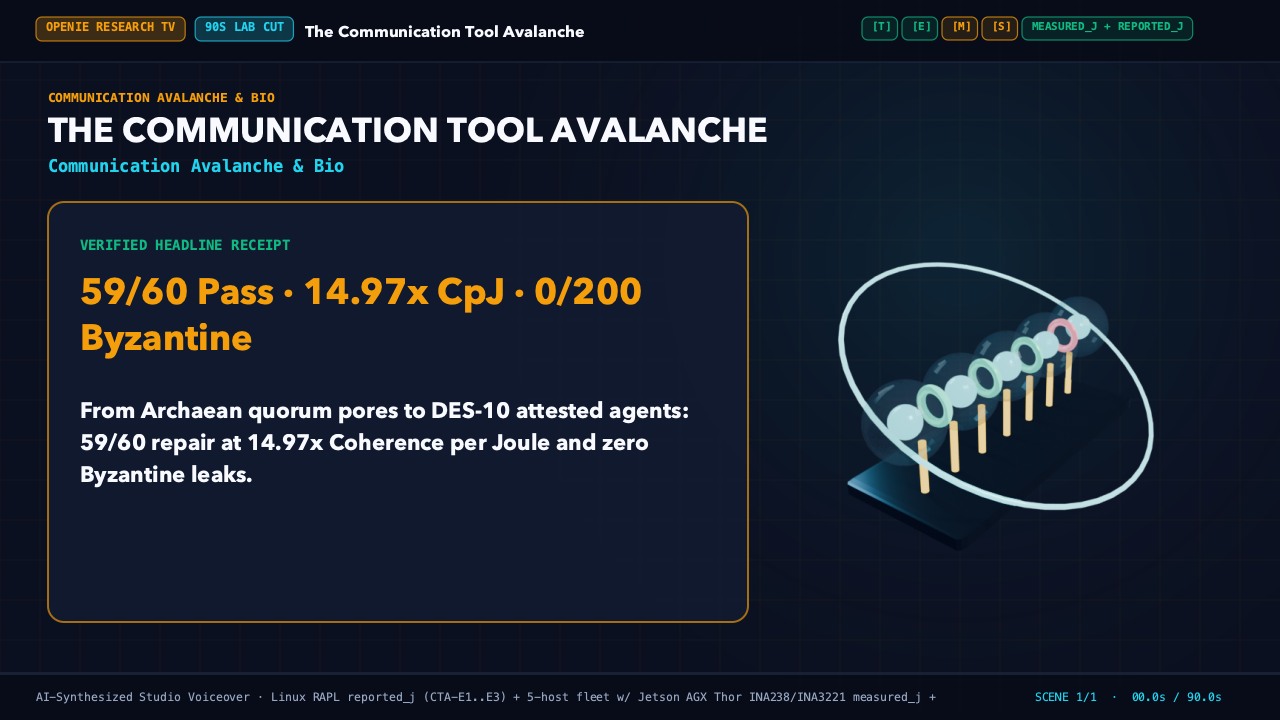 OPENIE RESEARCH TV 90S LAB CUT The Communication Tool Avalanche [T] [E] [M] [S] MEASURED_J + REPORTED_J
COMMUNICATION AVALANCHE & BIO
THE COMMUNICATION TOOL AVALANCHE
Communication Avalanche & Bio
VERIFIED HEADLINE RECEIPT
59/60 Pass · 14.97x CpJ · 0/200
Byzantine
From Archaean quorum pores to DES-10 attested agents:
59/60 repair at 14.97x Coherence per Joule and zero
Byzantine leaks.
AI-Synthesized Studio Voiceover · Linux RAPL reported_j (CTA-E1..E3) + 5-host fleet w/ Jetson AGX Thor INA238/INA3221 measured_j + SCENE 1/1 · 00.0s / 90.0s